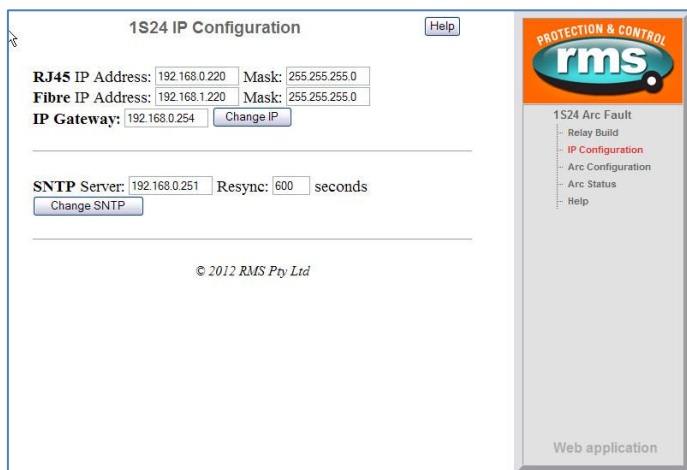 1S24 IP Configuration
Help
RJ45 IP Address: 192.168.0.220 Mask: 255.255.255.0
Fibre IP Address: 192.168.1.220 Mask: 255.255.255.0
IP Gateway: 192.168.0.254 Change IP
SNTP Server: 192.168.0.251 Resync: 600 seconds
Change SNTP
© 2012 RMS Pty Ltd
PROTECTION & CONTROL
rms
1S24 Arc Fault
Relay Build
IP Configuration
Arc Configuration
Arc Status
Help
Web application